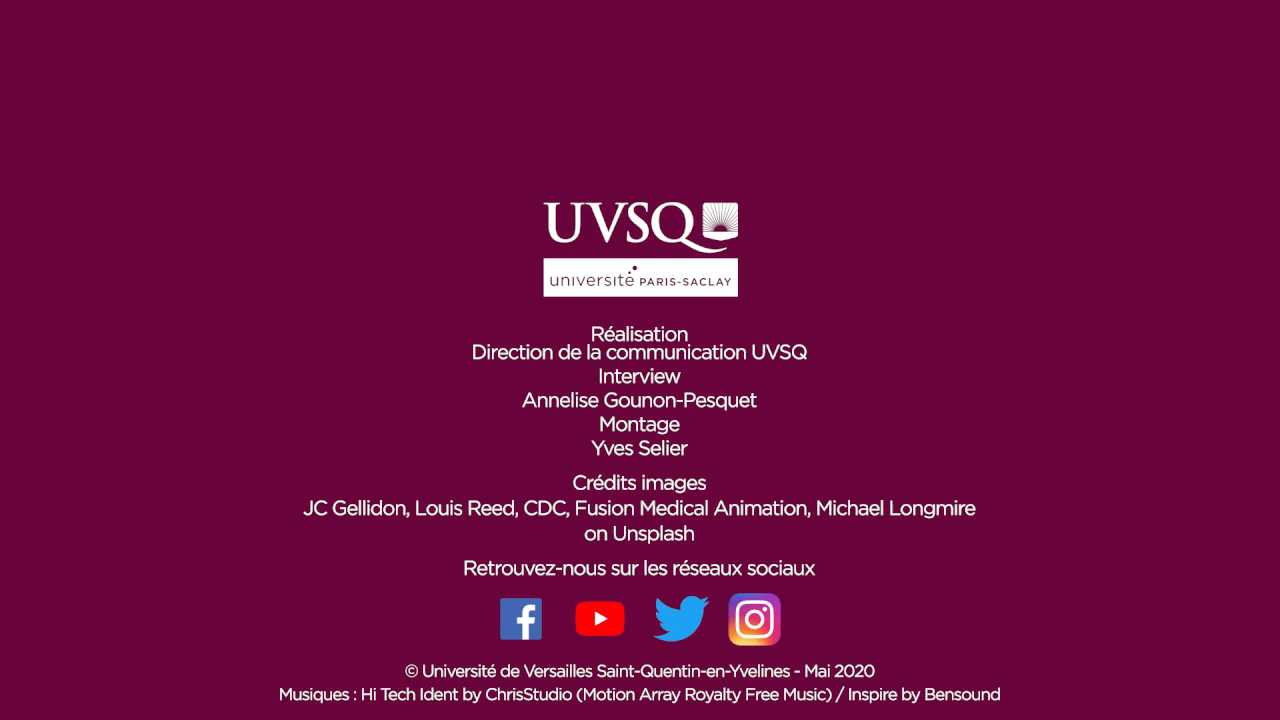 UVSQ
université PARIS-SACLAY
Réalisation
Direction de la communication UVSQ
Interview
Annelise Gounon-Pesquet
Montage
Yves Selier
Crédits images
JC Gellidon, Louis Reed, CDC, Fusion Medical Animation, Michael Longmire
on Unsplash
Retrouvez-nous sur les réseaux sociaux
© Université de Versailles Saint-Quentin-en-Yvelines - Mai 2020
Musiques : Hi Tech Ident by ChrisStudio (Motion Array Royalty Free Music) / Inspire by Bensound